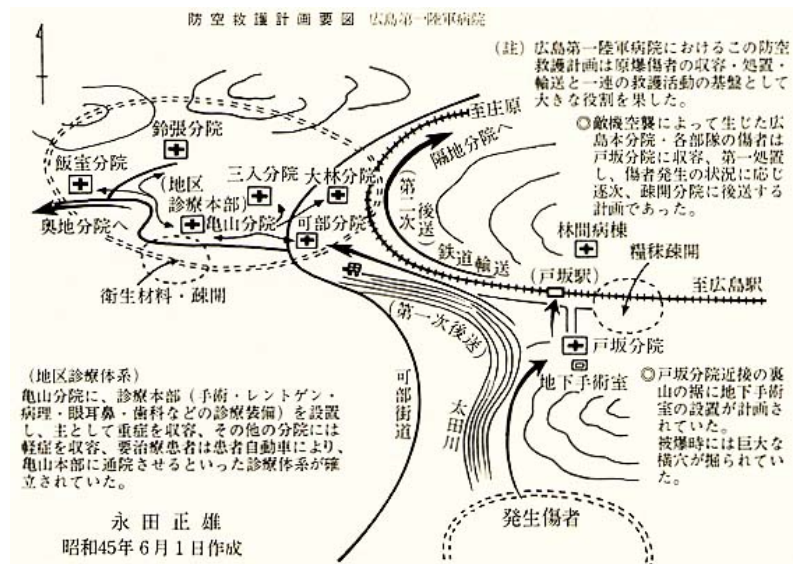 防空救護計画要図 広島第一陸軍病院
(註) 広島第一陸軍病院におけるこの防空
救護計画は原爆傷者の収容・処置・
輸送と一連の救護活動の基盤として
大きな役割を果した。
◎敵機空襲によって生じた広
島本分院・各部隊の傷者は
戸坂分院に収容、第一処置
し、傷者発生の状況に応じ
逐次、疎開分院に後送する
計画であった。
至庄原
隔地分院へ
鈴張分院
飯室分院
(地区
診療本部)
三入分院
大林分院
亀山分院
可部分院
奥地分院へ
衛生材料・疎開
(第二次
後送)
鉄道輸送
林間病棟
糧秣疎開
(戸坂駅)
至広島駅
(第一次後送)
戸坂分院
地下手術室
可部街道
太田川
◎戸坂分院近後の裏
山の裾に地下手術
室の設置が計画さ
れていた。
被爆時には巨大な
横穴が掘られてい
た。
(地区診療体系)
亀山分院に、診療本部(手術・レントゲン・
病理・眼耳鼻・歯科などの診療装備)を設置
し、主として重症を収容、その他の分院には
軽症を収容、要治療患者は患者自動車により、
亀山本部に通院させるといった診療体系が確
立されていた。
発生傷者
永田正雄
昭和45年6月1日作成